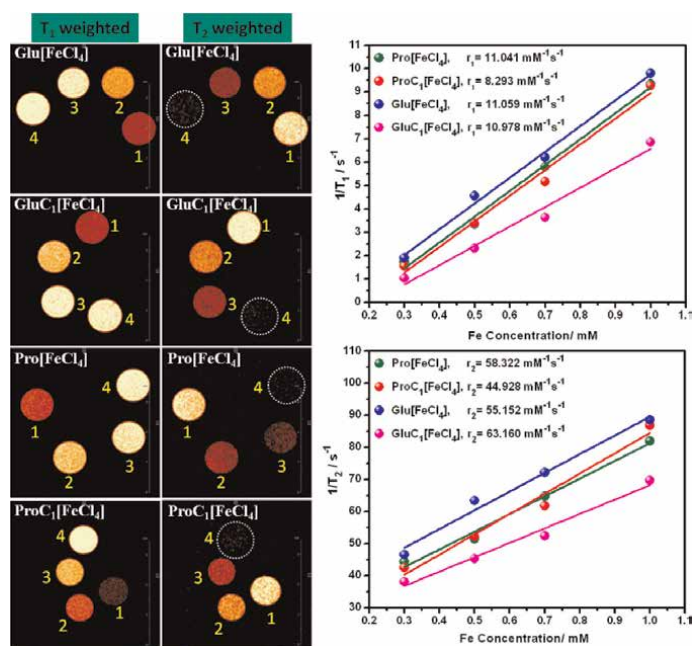 T₁ weighted
T₂ weighted
Glu[FeCl₄]
4
3
2
1
Glu[FeCl₄]
4
3
2
1
GluC₁[FeCl₄]
1
2
3
4
GluC₁[FeCl₄]
1
2
3
4
Pro[FeCl₄]
4
1
3
2
Pro[FeCl₄]
4
1
3
2
ProC₁[FeCl₄]
4
3
1
2
ProC₁[FeCl₄]
4
3
1
2
Pro[FeCl₄], r₁= 11.041 mM⁻¹s⁻¹
ProC₁[FeCl₄], r₁= 8.293 mM⁻¹s⁻¹
Glu[FeCl₄], r₁= 11.059 mM⁻¹s⁻¹
GluC₁[FeCl₄], r₁= 10.978 mM⁻¹s⁻¹
11
10
9
8
7
6
5
4
3
2
1
0
1/T₁ / s⁻¹
0.2 0.3 0.4 0.5 0.6 0.7 0.8 0.9 1.0 1.1
Fe Concentration/ mM
Pro[FeCl₄], r₂= 58.322 mM⁻¹s⁻¹
ProC₁[FeCl₄], r₂= 44.928 mM⁻¹s⁻¹
Glu[FeCl₄], r₂= 55.152 mM⁻¹s⁻¹
GluC₁[FeCl₄], r₂= 63.160 mM⁻¹s⁻¹
110
100
90
80
70
60
50
40
30
1/T₂ / s⁻¹
0.2 0.3 0.4 0.5 0.6 0.7 0.8 0.9 1.0 1.1
Fe Concentration/ mM